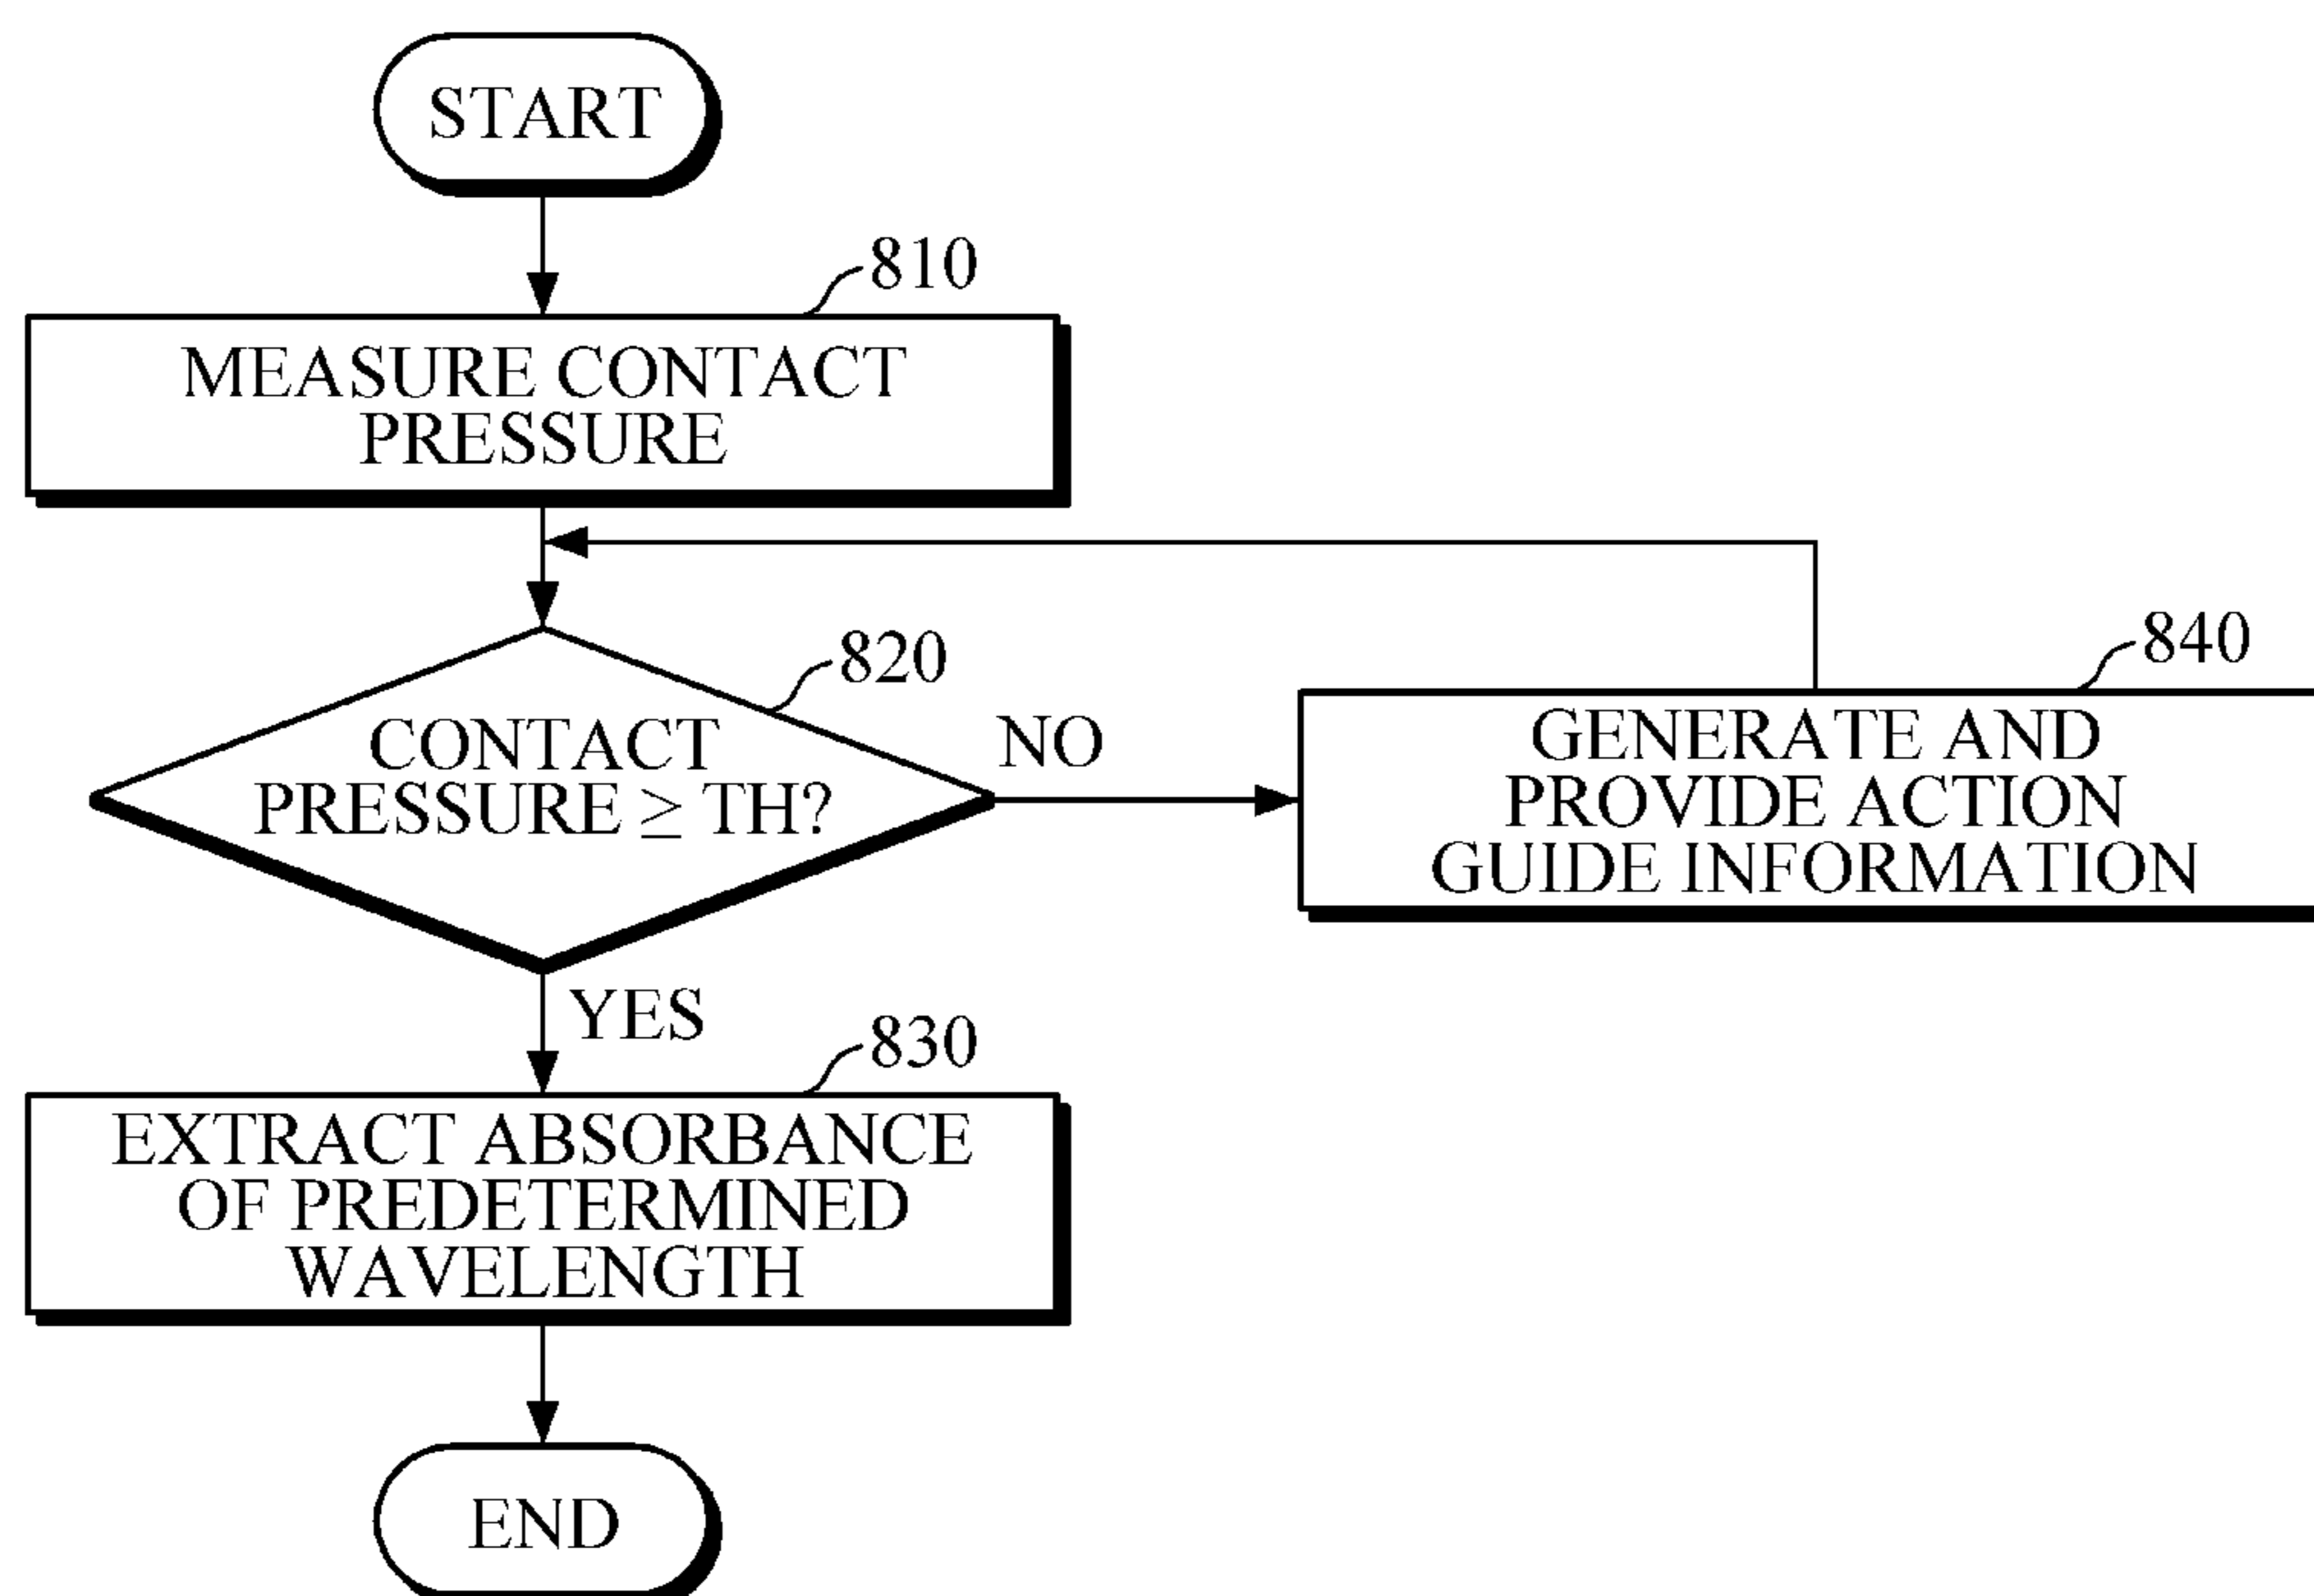 START
810
MEASURE CONTACT
PRESSURE
820
CONTACT
PRESSURE ≥ TH?
NO
840
GENERATE AND
PROVIDE ACTION
GUIDE INFORMATION
YES
830
EXTRACT ABSORBANCE
OF PREDETERMINED
WAVELENGTH
END